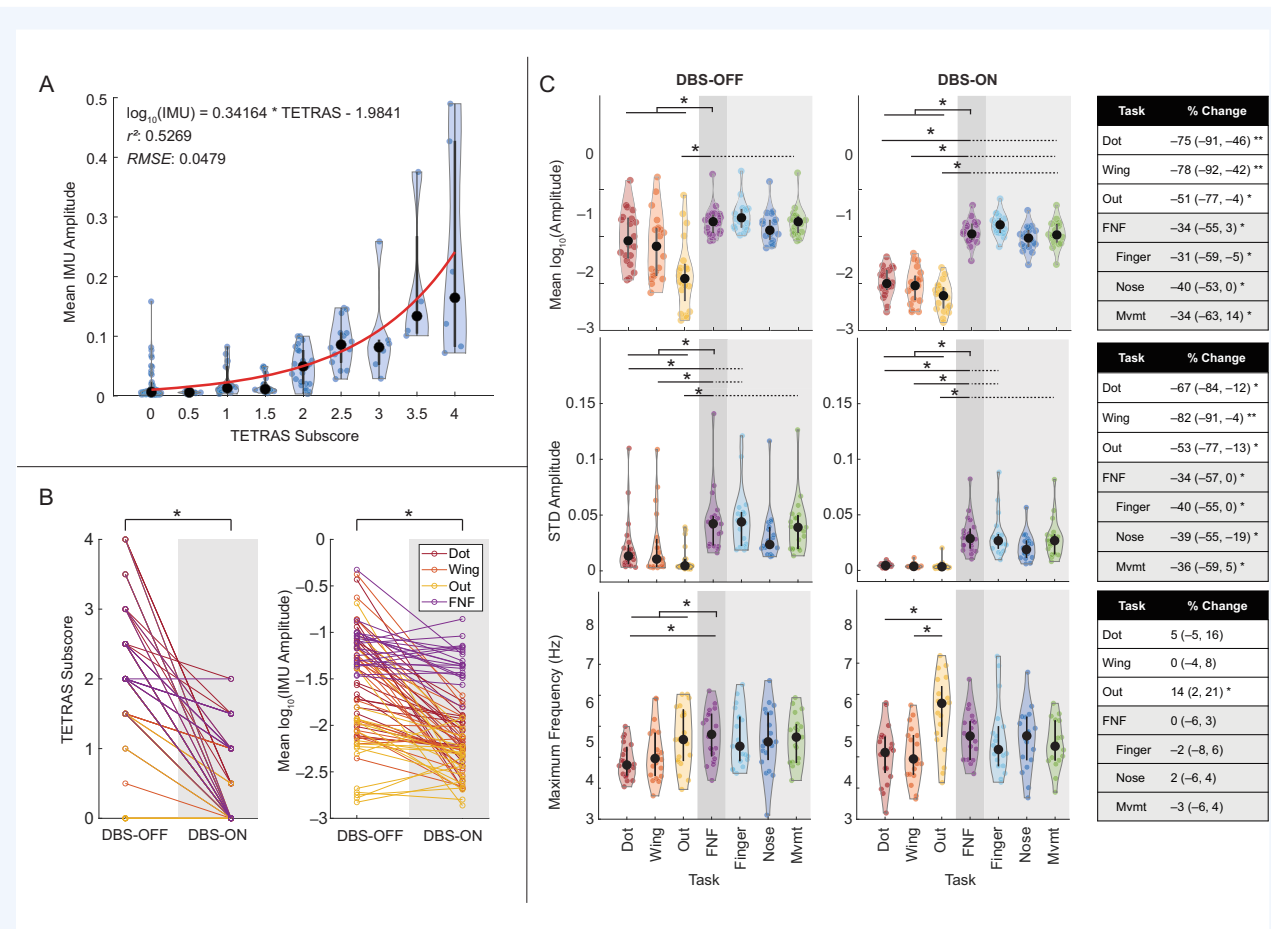 A
log₁₀(IMU) = 0.34164 * TETRAS - 1.9841
r²: 0.5269
RMSE: 0.0479
Mean IMU Amplitude
0.5
0.4
0.3
0.2
0.1
0
0 0.5 1 1.5 2 2.5 3 3.5 4
TETRAS Subscore
B
*
TETRAS Subscore
4
3
2
1
0
DBS-OFF DBS-ON
*
Mean log₁₀(IMU Amplitude)
0
−0.5
−1
−1.5
−2
−2.5
−3
Dot
Wing
Out
FNF
DBS-OFF DBS-ON
C
DBS-OFF DBS-ON
Mean log₁₀(Amplitude)
0
−1
−2
−3
*
*
0
−1
−2
−3
*
*
*
*
Task % Change
Dot −75 (−91, −46) **
Wing −78 (−92, −42) **
Out −51 (−77, −4) *
FNF −34 (−55, 3) *
Finger −31 (−59, −5) *
Nose −40 (−53, 0) *
Mvmt −34 (−63, 14) *
STD Amplitude
0.15
0.1
0.05
0
*
*
*
*
0.15
0.1
0.05
0
*
*
*
*
Task % Change
Dot −67 (−84, −12) *
Wing −82 (−91, −4) **
Out −53 (−77, −13) *
FNF −34 (−57, 0) *
Finger −40 (−55, 0) *
Nose −39 (−55, −19) *
Mvmt −36 (−59, 5) *
Maximum Frequency (Hz)
8
7
6
5
4
3
*
*
Dot Wing Out FNF Finger Nose Mvmt
Task
8
7
6
5
4
3
*
*
Dot Wing Out FNF Finger Nose Mvmt
Task
Task % Change
Dot 5 (−5, 16)
Wing 0 (−4, 8)
Out 14 (2, 21) *
FNF 0 (−6, 3)
Finger −2 (−8, 6)
Nose 2 (−6, 4)
Mvmt −3 (−6, 4)